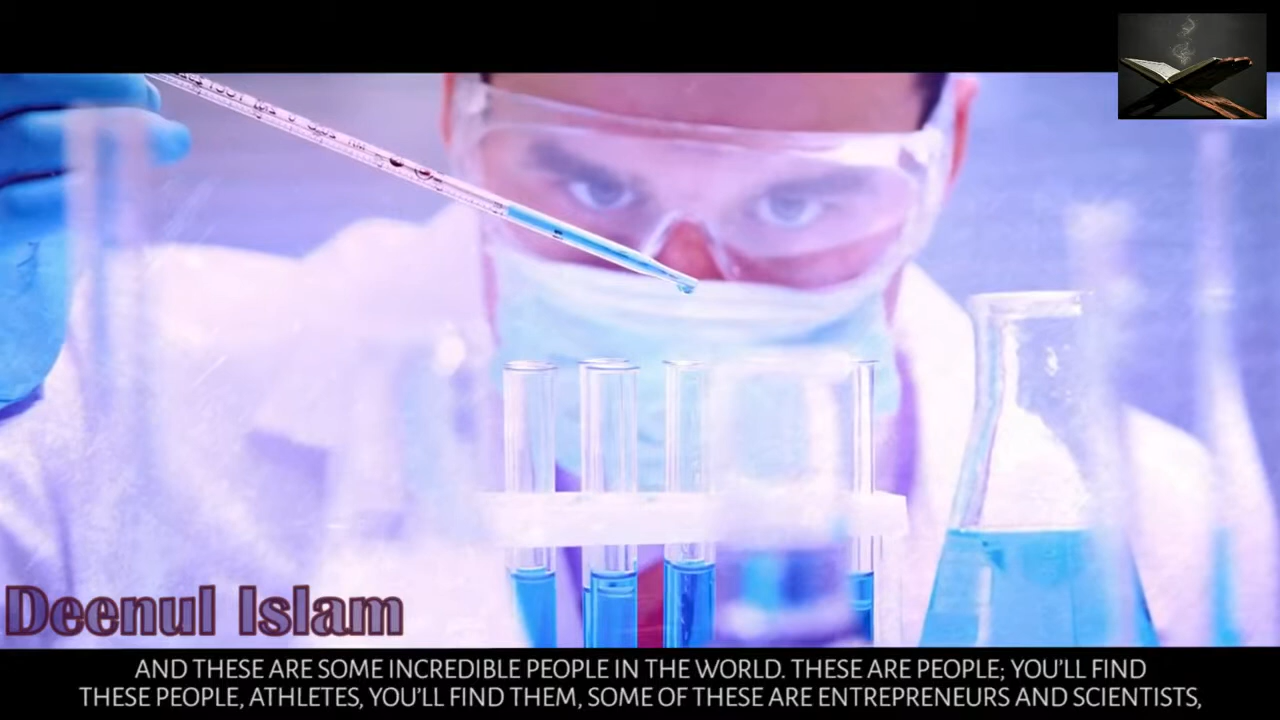 Deenul Islam
AND THESE ARE SOME INCREDIBLE PEOPLE IN THE WORLD. THESE ARE PEOPLE; YOU'LL FIND
THESE PEOPLE, ATHLETES, YOU'LL FIND THEM, SOME OF THESE ARE ENTREPRENEURS AND SCIENTISTS,